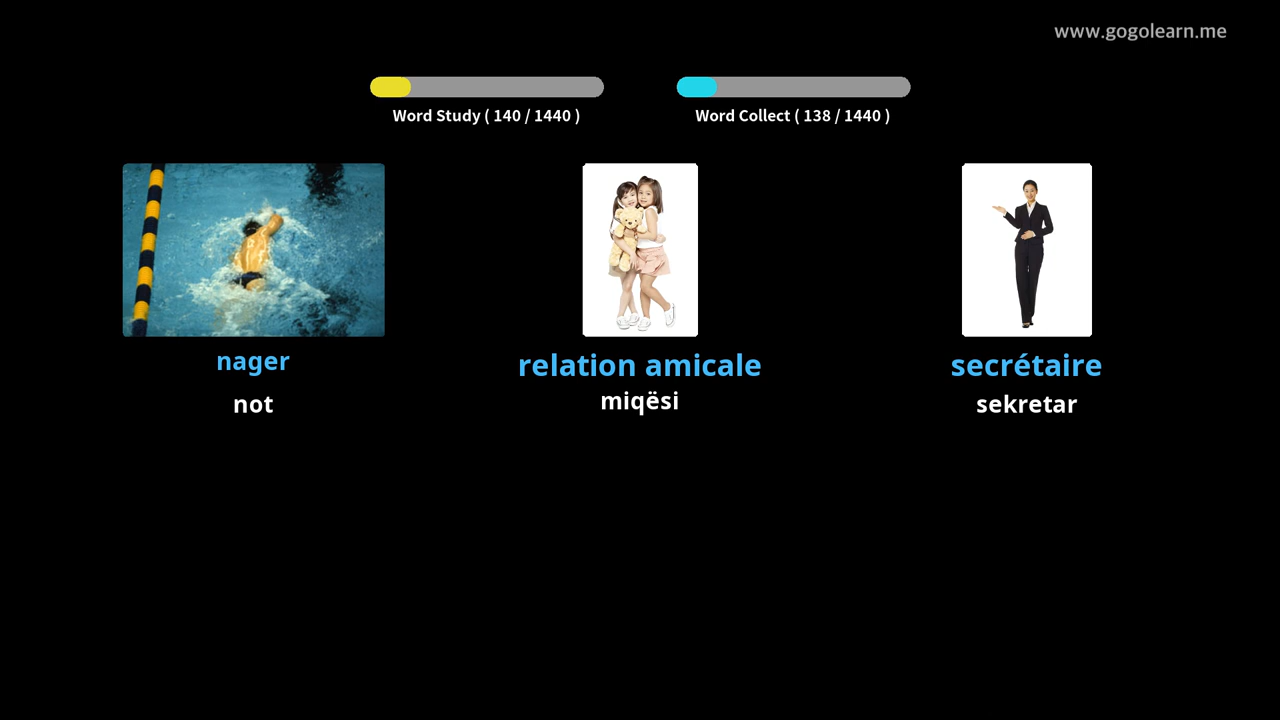 www.gogolearn.me
Word Study ( 140 / 1440 )
Word Collect ( 138 / 1440 )
nager
not
relation amicale
miqësi
secrétaire
sekretar